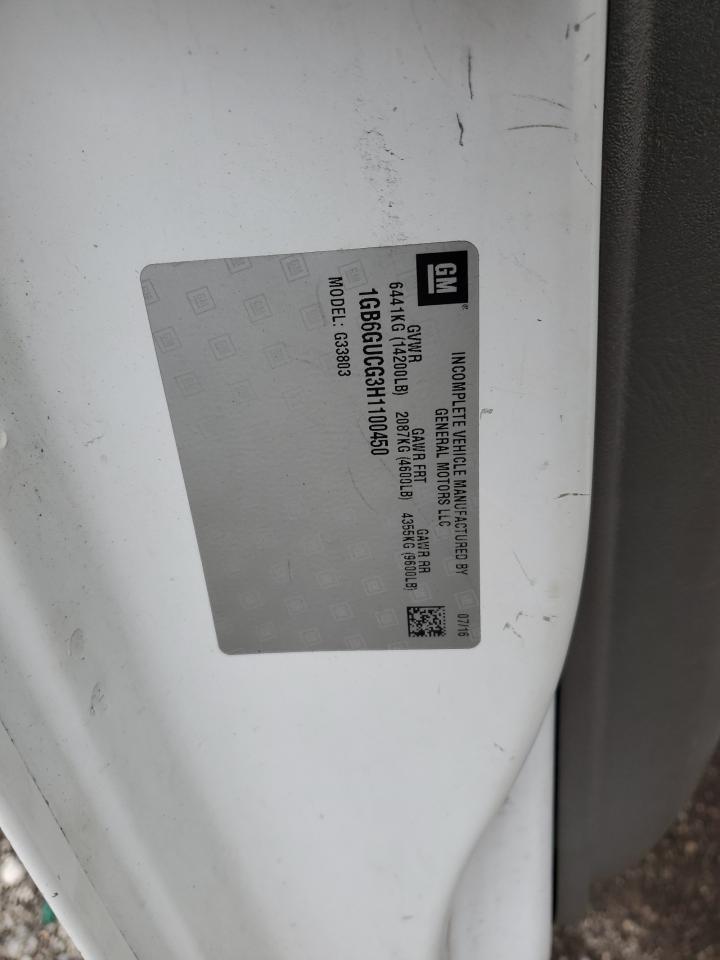 GM
INCOMPLETE VEHICLE MANUFACTURED BY
GENERAL MOTORS LLC
07/16
GVWR GAWR FRT GAWR RR
6441KG (14200LB) 2087KG (4600LB) 4355KG (9600LB)
1GB6GUCG3H1100450
MODEL: G33803